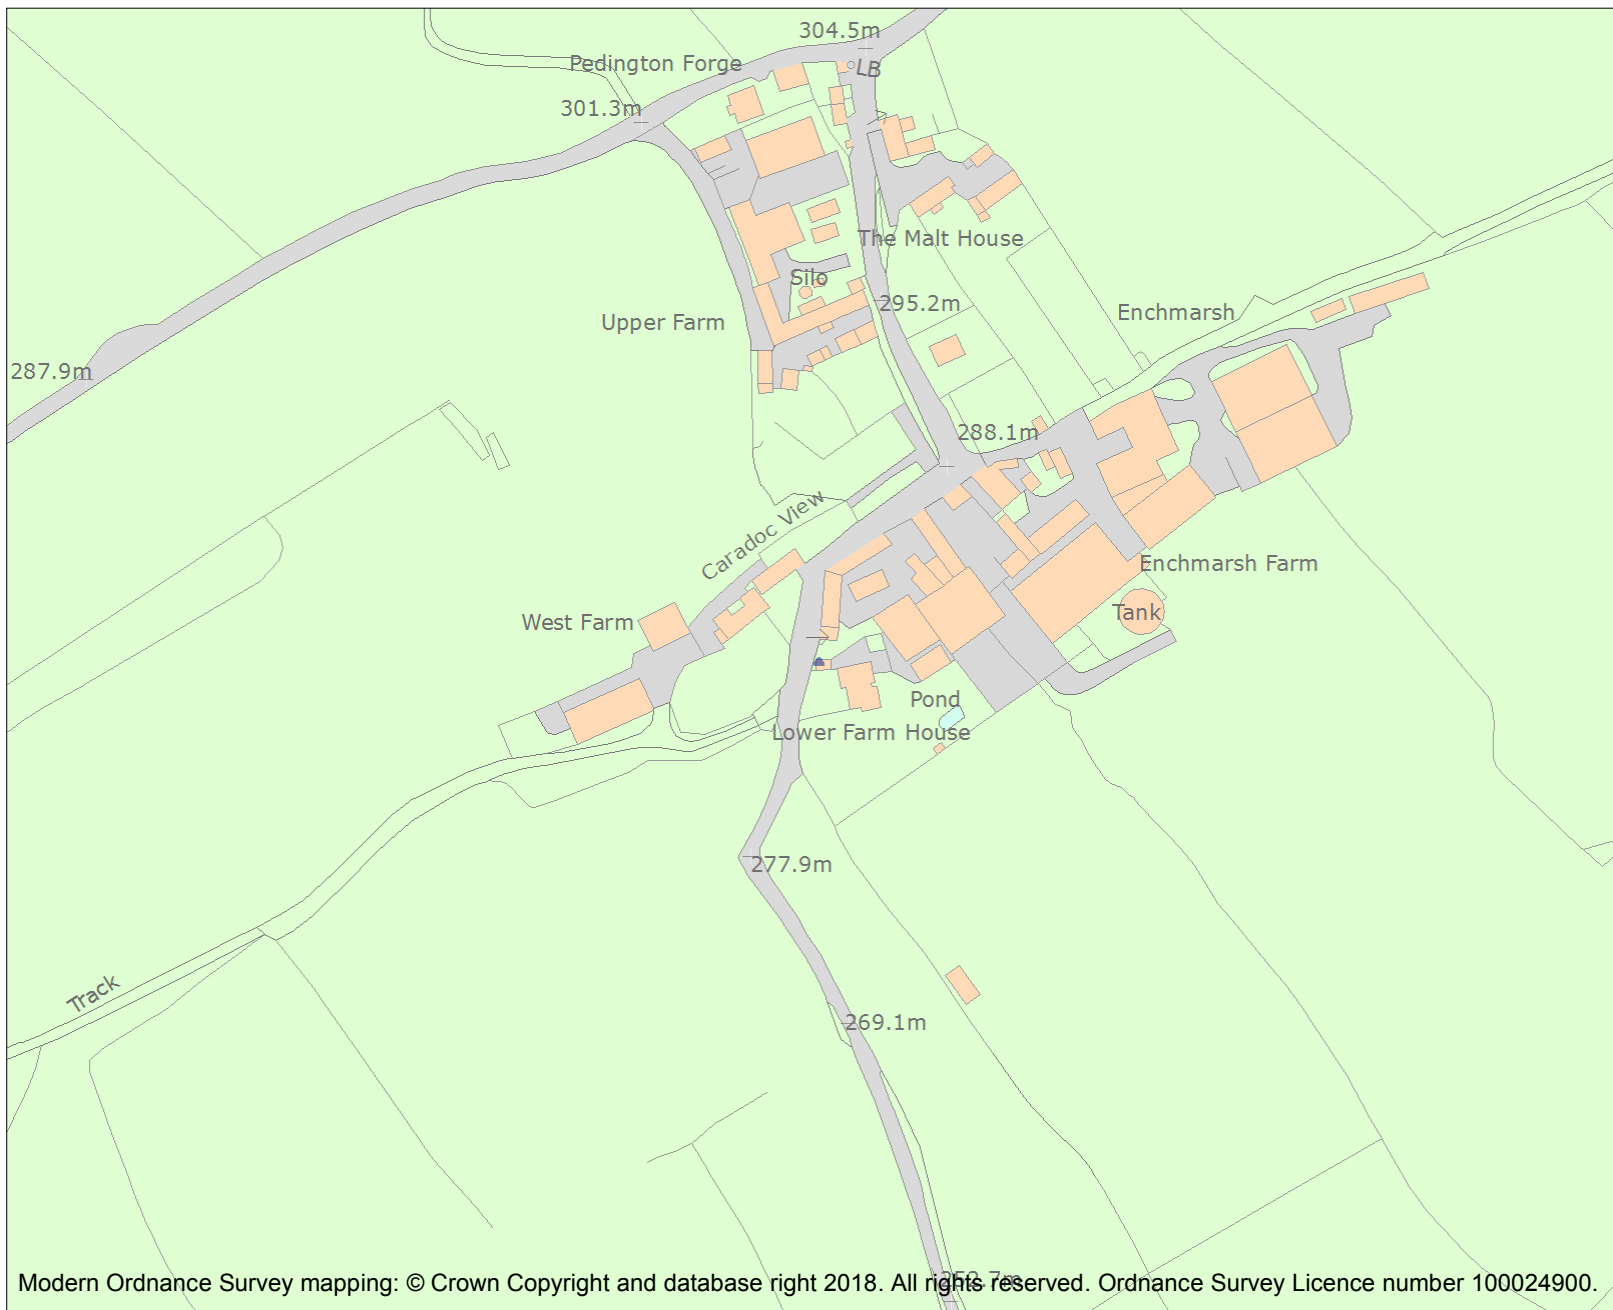 304.5m
Pedington Forge
LB
301.3m
The Malt House
Silo
295.2m
Enchmarsh
Upper Farm
287.9m
288.1m
Caradoc View
Enchmarsh Farm
Tank
West Farm
Pond
Lower Farm House
277.9m
Track
269.1m
252.7m
Modern Ordnance Survey mapping: © Crown Copyright and database right 2018. All rights reserved. Ordnance Survey Licence number 100024900.